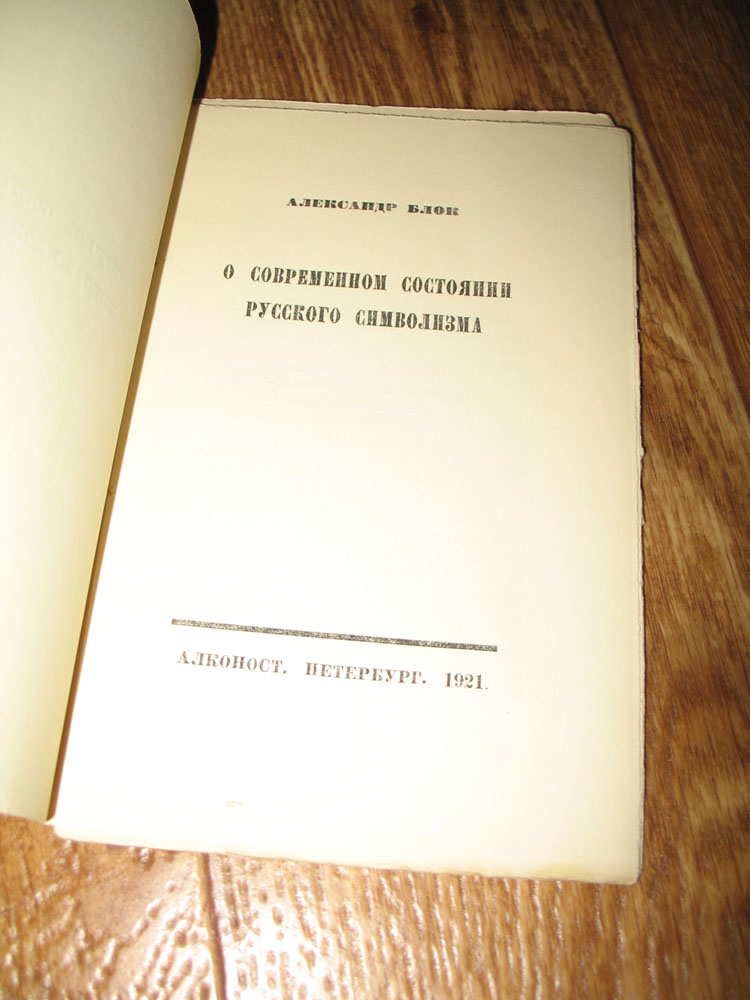 АЛЕКСАНДР БЛОК
О СОВРЕМЕННОМ СОСТОЯНИИ
РУССКОГО СИМВОЛИЗМА
АЛКОНОСТ. ПЕТЕРБУРГ. 1921.